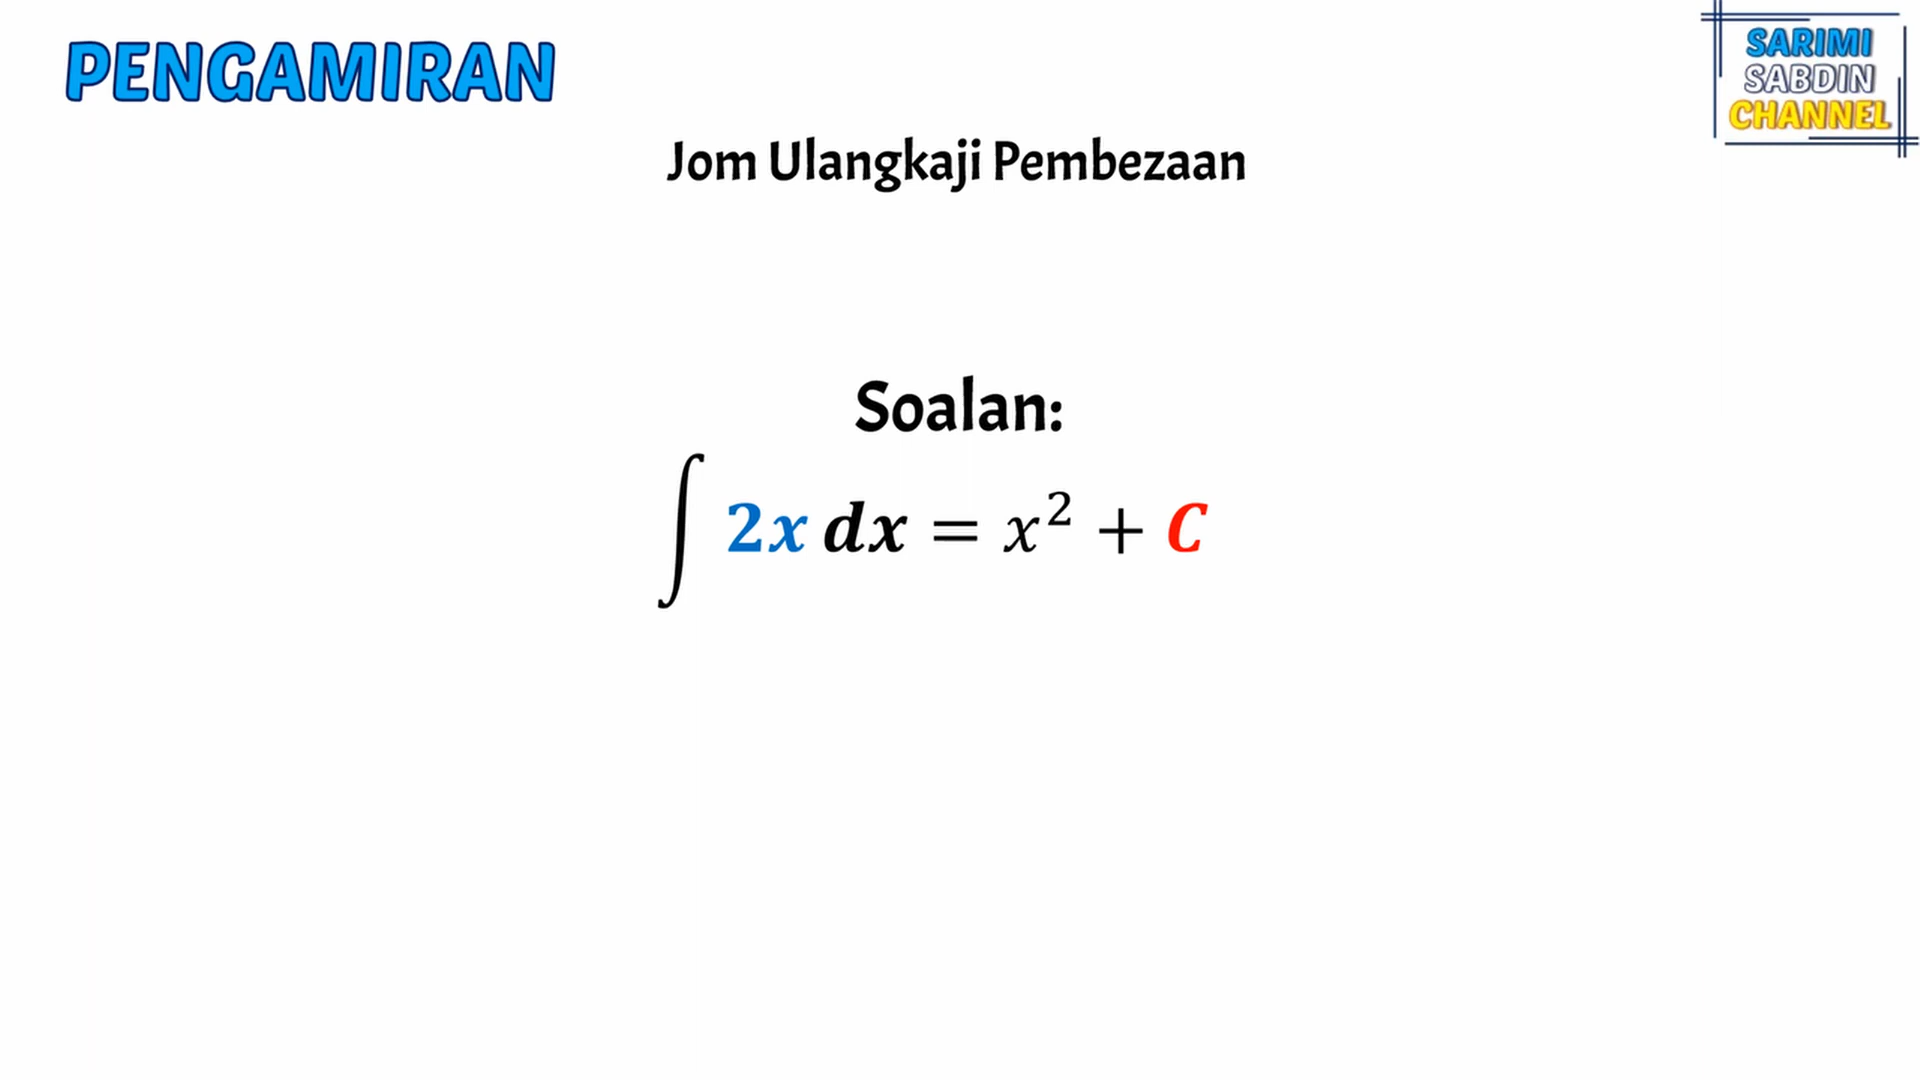 PENGAMIRAN
SARIMI
SABDIN
CHANNEL
Jom Ulangkaji Pembezaan
Soalan:
∫ 2x dx = x² + C